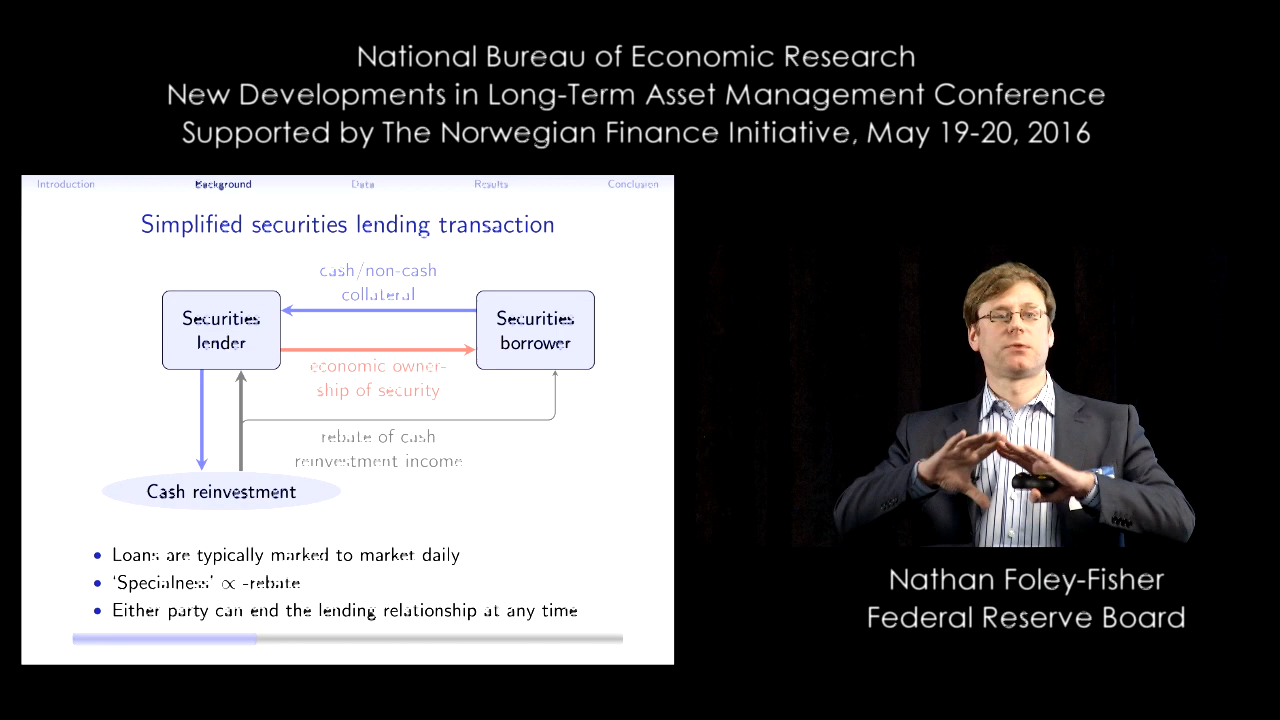 National Bureau of Economic Research
New Developments in Long-Term Asset Management Conference
Supported by The Norwegian Finance Initiative, May 19-20, 2016
Introduction Background Data Results Conclusion
Simplified securities lending transaction
cash/non-cash
collateral
Securities
lender
Securities
borrower
economic owner-
ship of security
rebate of cash
reinvestment income
Cash reinvestment
• Loans are typically marked to market daily
• ‘Specialness’ ∝ -rebate
• Either party can end the lending relationship at any time
Nathan Foley-Fisher
Federal Reserve Board